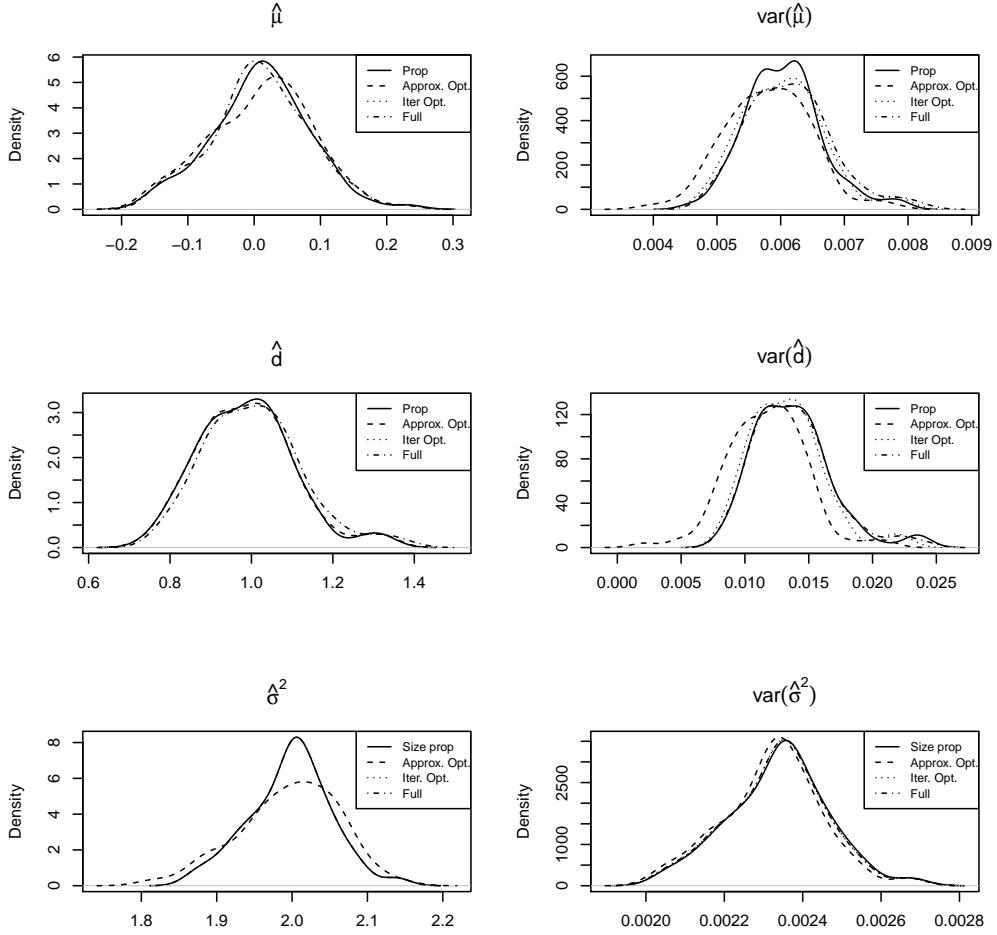 μ̂
Density
0 1 2 3 4 5 6
−0.2 −0.1 0.0 0.1 0.2 0.3
Prop
Approx. Opt.
Iter Opt.
Full
var(μ̂)
Density
0 200 400 600
0.004 0.005 0.006 0.007 0.008 0.009
Prop
Approx. Opt.
Iter Opt.
Full
d̂
Density
0.0 1.0 2.0 3.0
0.6 0.8 1.0 1.2 1.4
Prop
Approx. Opt.
Iter Opt.
Full
var(d̂)
Density
0 40 80 120
0.000 0.005 0.010 0.015 0.020 0.025
Prop
Approx. Opt.
Iter Opt.
Full
σ̂²
Density
0 2 4 6 8
1.8 1.9 2.0 2.1 2.2
Size prop
Approx. Opt.
Iter. Opt.
Full
var(σ̂²)
Density
0 1000 2500
0.0020 0.0022 0.0024 0.0026 0.0028
Size prop
Approx. Opt.
Iter. Opt.
Full